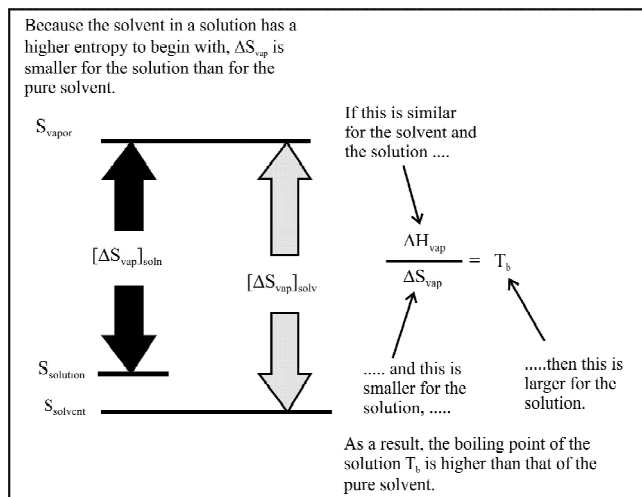 Because the solvent in a solution has a
higher entropy to begin with, ΔS_vap is
smaller for the solution than for the
pure solvent.
If this is similar
for the solvent and
the solution ....
S_vapor
[ΔS_vap]_soln
[ΔS_vap]_solv
ΔH_vap
ΔS_vap
= T_b
S_solution
S_solvent
..... and this is
smaller for the
solution, .....
.....then this is
larger for the
solution.
As a result, the boiling point of the
solution T_b is higher than that of the
pure solvent.